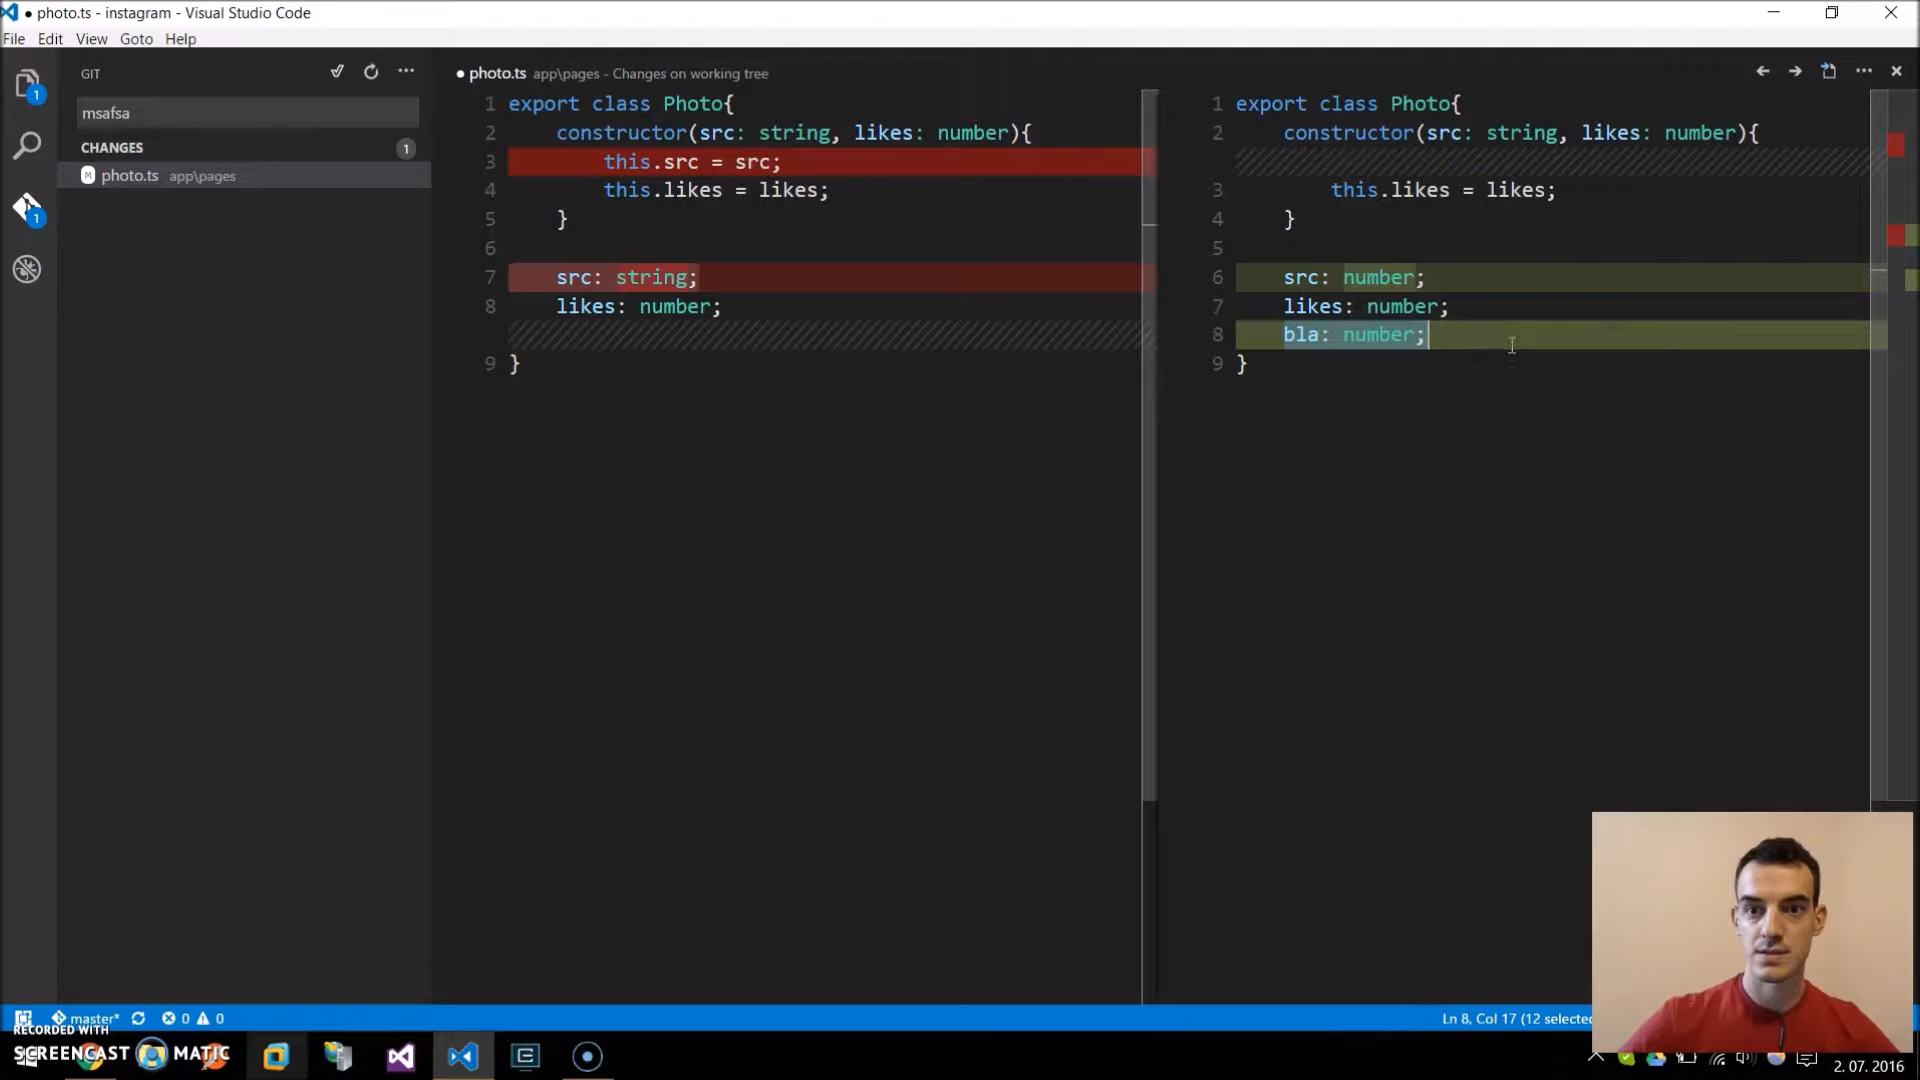 photo.ts - instagram - Visual Studio Code
File Edit View Goto Help
GIT
msafsa
CHANGES 1
photo.ts app\pages
1
1
M
photo.ts app\pages - Changes on working tree
1 export class Photo{
2 constructor(src: string, likes: number){
3 this.src = src;
4 this.likes = likes;
5 }
6
7 src: string;
8 likes: number;
9 }
1 export class Photo{
2 constructor(src: string, likes: number){
3 this.likes = likes;
4 }
5
6 src: number;
7 likes: number;
8 bla: number;
9 }
master* 0 0
Ln 8, Col 17 (12 selected
RECORDED WITH
SCREENCAST MATIC
2. 07. 2016